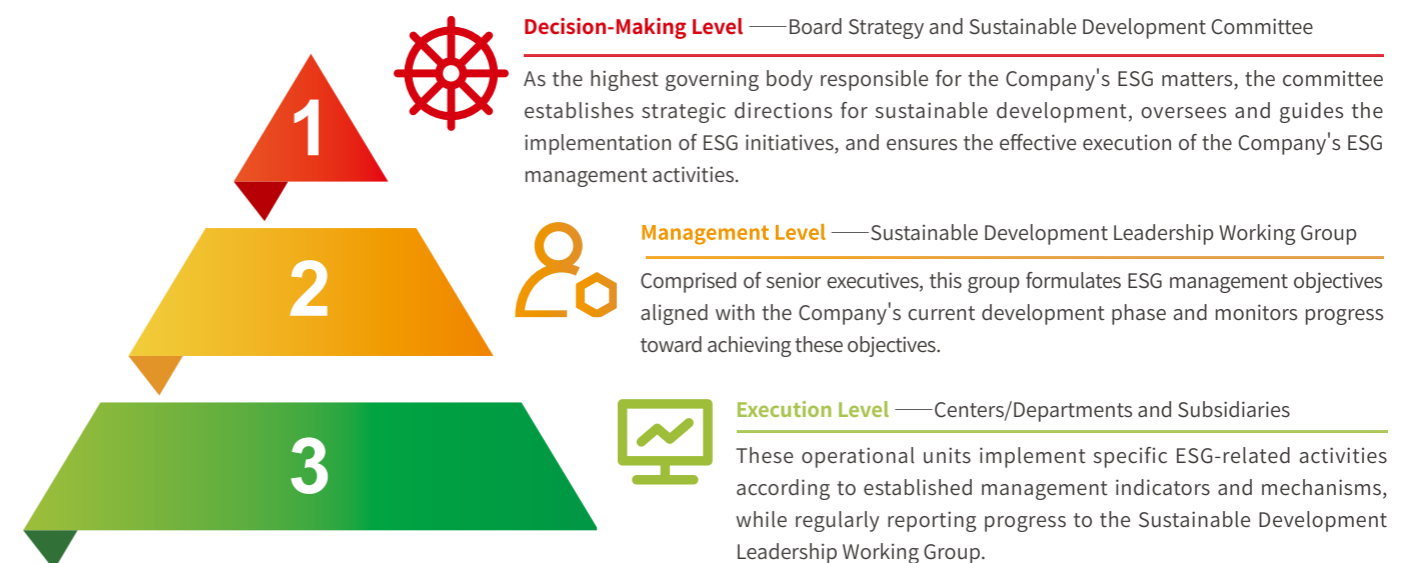 1
Decision-Making Level ——Board Strategy and Sustainable Development Committee
As the highest governing body responsible for the Company's ESG matters, the committee
establishes strategic directions for sustainable development, oversees and guides the
implementation of ESG initiatives, and ensures the effective execution of the Company's ESG
management activities.
2
Management Level ——Sustainable Development Leadership Working Group
Comprised of senior executives, this group formulates ESG management objectives
aligned with the Company's current development phase and monitors progress
toward achieving these objectives.
3
Execution Level ——Centers/Departments and Subsidiaries
These operational units implement specific ESG-related activities
according to established management indicators and mechanisms,
while regularly reporting progress to the Sustainable Development
Leadership Working Group.